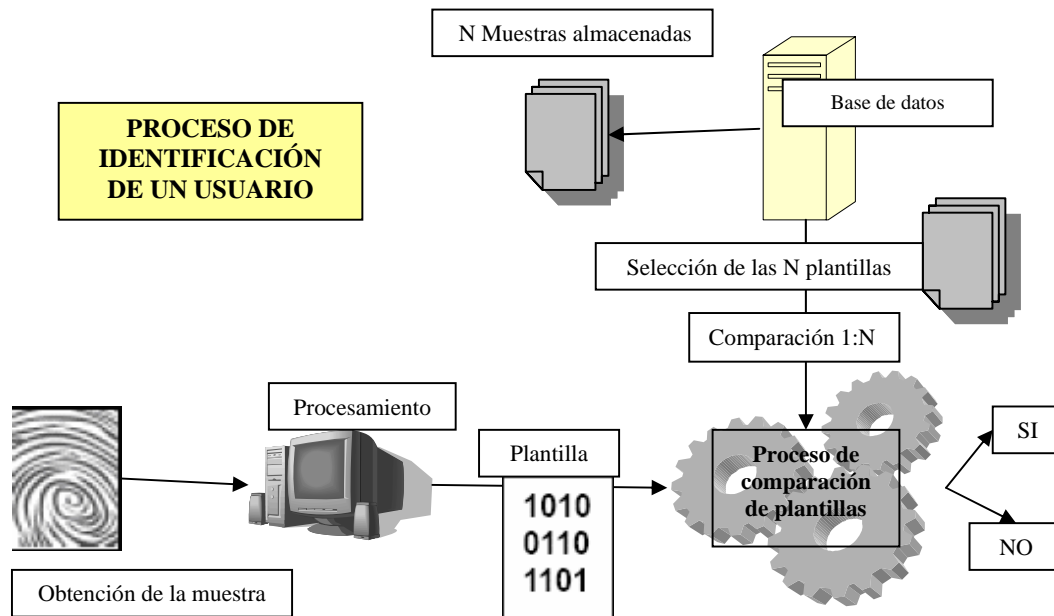 N Muestras almacenadas
Base de datos
PROCESO DE
IDENTIFICACIÓN
DE UN USUARIO
Selección de las N plantillas
Comparación 1:N
Procesamiento
Plantilla
1010
0110
1101
Proceso de
comparación
de plantillas
SI
NO
Obtención de la muestra